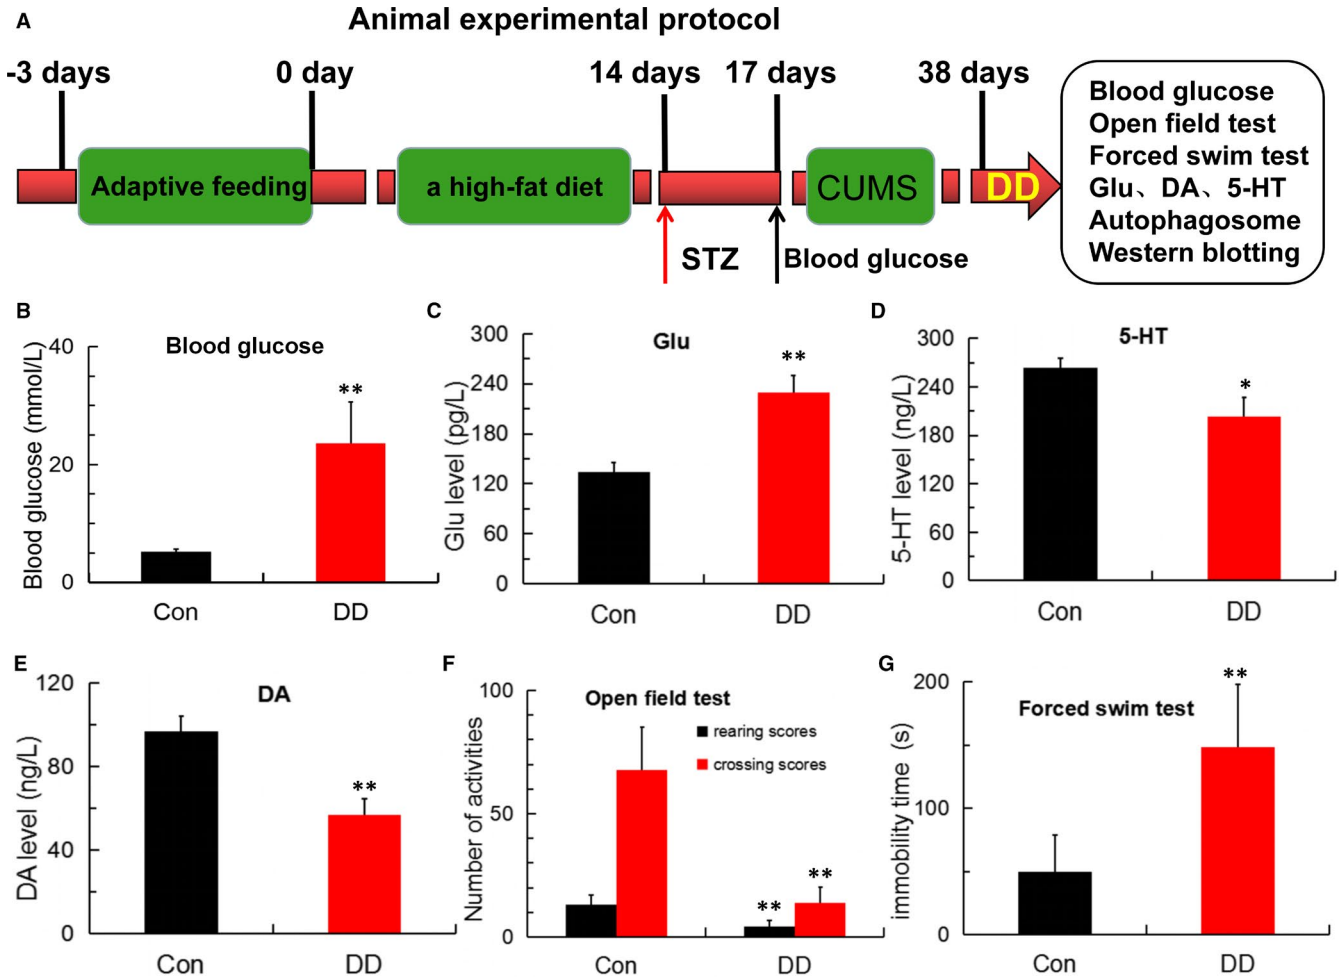 A
Animal experimental protocol
-3 days 0 day 14 days 17 days 38 days
Adaptive feeding a high-fat diet CUMS DD
STZ Blood glucose
Blood glucose
Open field test
Forced swim test
Glu、DA、5-HT
Autophagosome
Western blotting
B
Blood glucose
Blood glucose (mmol/L)
40
20
0
**
Con DD
C
Glu
Glu level (pg/L)
300
240
180
120
60
0
**
Con DD
D
5-HT
5-HT level (ng/L)
300
240
180
120
60
0
*
Con DD
E
DA
DA level (ng/L)
120
80
40
0
**
Con DD
F
Open field test
Number of activities
100
50
0
rearing scores
crossing scores
**
**
Con DD
G
Forced swim test
immobility time (s)
200
100
0
**
Con DD